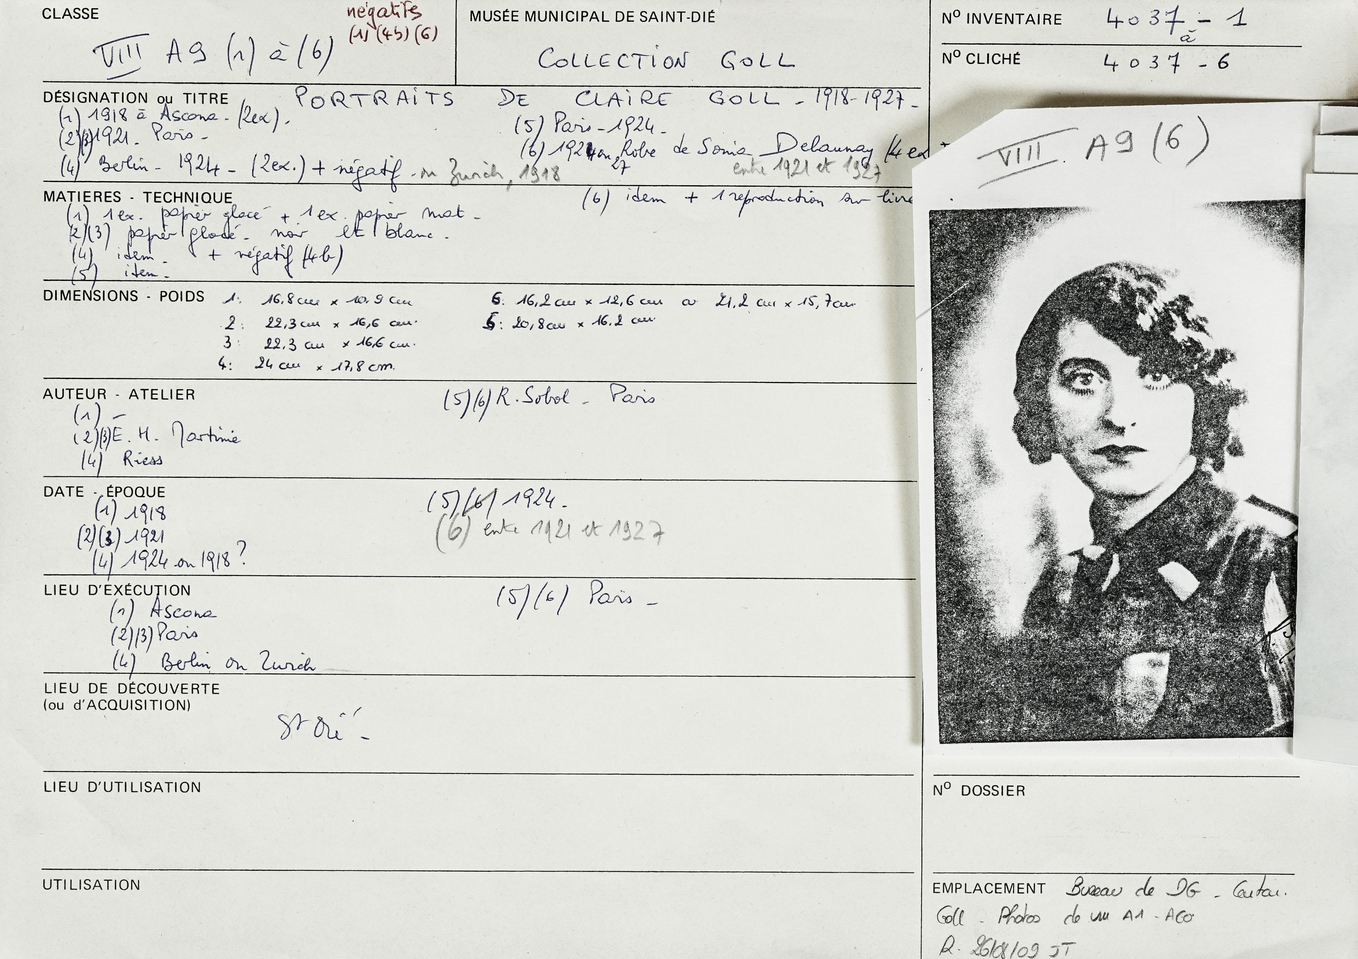 CLASSE
négatifs
(1) (4b) (6)
VIII A9 (1) à (6)
MUSÉE MUNICIPAL DE SAINT-DIÉ
COLLECTION GOLL
Nº INVENTAIRE 4037 - 1
à
Nº CLICHÉ 4037 - 6
DÉSIGNATION ou TITRE PORTRAITS DE CLAIRE GOLL - 1918-1927-
(1) 1918 à Ascona - (2ex).
(2)(3) 1921. Paris -
(4) Berlin - 1924 - (2ex.) + négatif - ou Zurich, 1918
(5) Paris - 1924 -
(6) 1924 ou 27 Robe de Sonia Delaunay (4 ex
entre 1921 et 1927
MATIERES - TECHNIQUE
(1) 1 ex. papier glacé + 1 ex. papier mat -
2)(3) papier glacé - noir et blanc -
(4) idem - + négatif (4b)
(5) idem -
(6) idem + 1 reproduction sur livre
DIMENSIONS - POIDS
1: 16,8 cm x 10,9 cm
2: 22,3 cm x 16,6 cm.
3: 22,3 cm x 16,6 cm.
4: 24 cm x 17,8 cm.
6: 16,2 cm x 12,6 cm ou 21,2 cm x 15,7 cm
5: 20,8 cm x 16,2 cm.
AUTEUR - ATELIER
(1) -
(2)(3) E. H. Martinie
(4) Riess
(5)(6) R. Sobol - Paris
DATE - ÉPOQUE
(1) 1918
(2)(3) 1921
(4) 1924 ou 1918 ?
(5)(6) 1924 -
(6) entre 1921 et 1927
LIEU D'EXÉCUTION
(1) Ascona
(2)(3) Paris
(4) Berlin ou Zurich
(5)(6) Paris -
LIEU DE DÉCOUVERTE
(ou d'ACQUISITION)
St Dié -
LIEU D'UTILISATION
UTILISATION
VIII. A9 (6)
Nº DOSSIER
EMPLACEMENT Bureau de DG -
Goll - Photos de
R. 26/08/09 JT